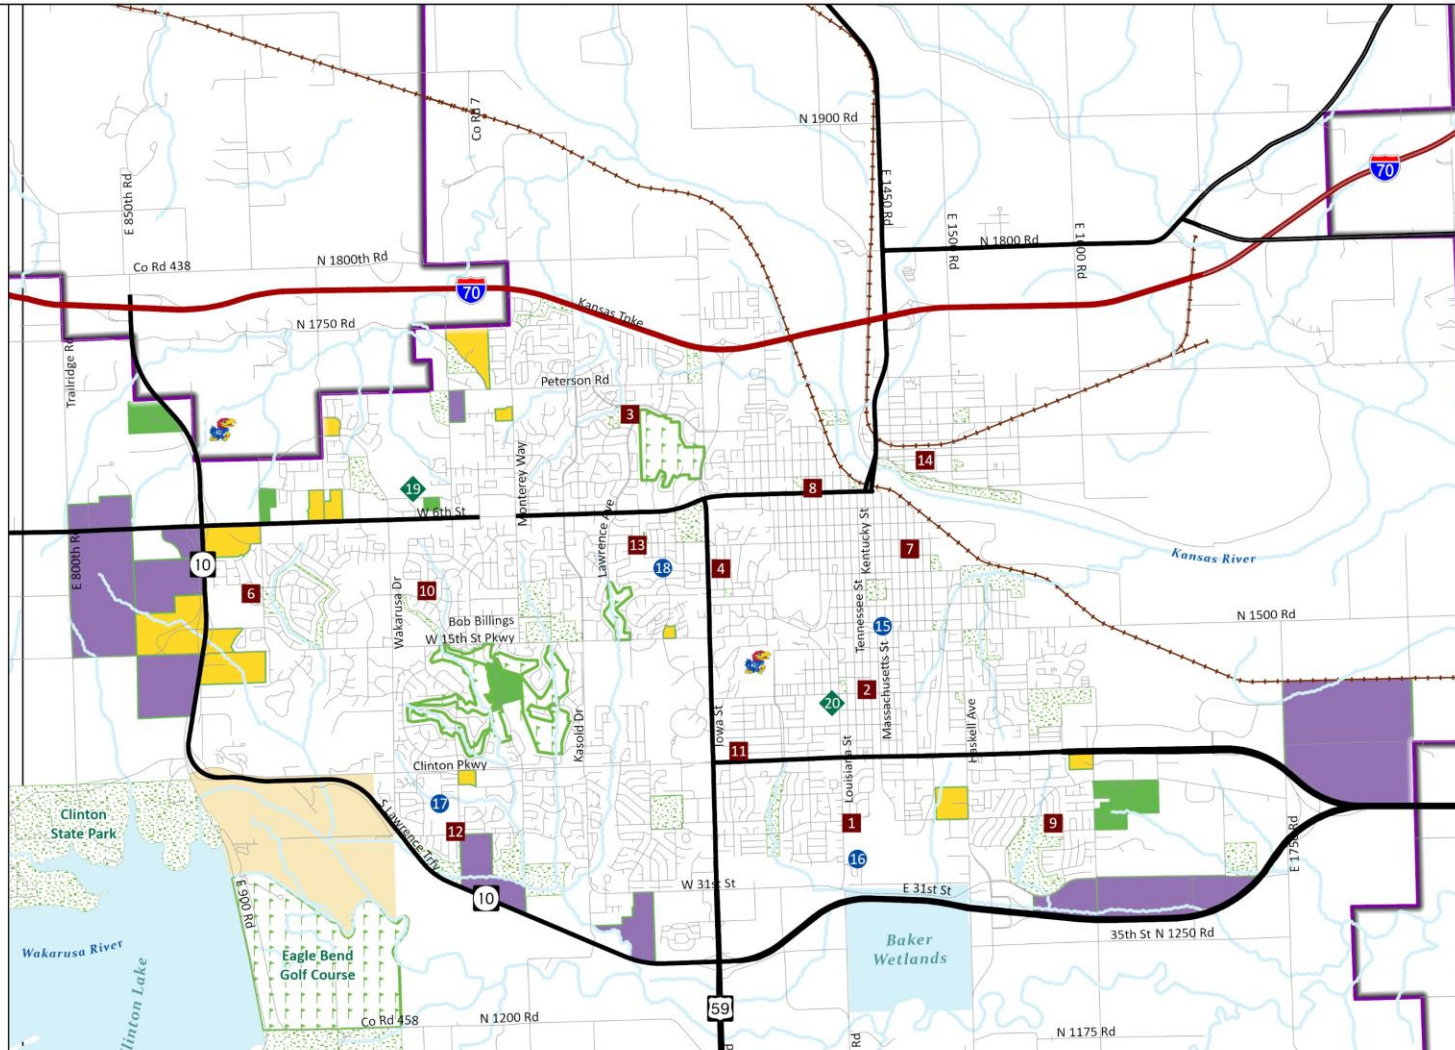 N 1900 Rd
Co Rd 7
E 850th Rd
E 1450 Rd
70
E 1500 Rd
N 1800 Rd
E 1600 Rd
Co Rd 438
N 1800th Rd
70
Kansas Tpke
N 1750 Rd
Trailridge Rd
Peterson Rd
3
Monterey Way
14
19
8
W 6th St
Lawrence Ave
Kentucky St
E 800th Rd
10
13
18
4
7
Kansas River
6
10
Wakarusa Dr
Tennessee St
Bob Billings
W 15th St Pkwy
15
N 1500 Rd
Massachusetts St
2
20
Kasold Dr
Iowa St
Haskell Ave
11
Clinton Pkwy
Louisiana St
17
S Lawrence Trfy
12
1
9
Clinton
State Park
16
E 1750 Rd
W 31st St
E 31st St
10
E 900 Rd
35th St N 1250 Rd
Wakarusa River
Eagle Bend
Golf Course
Baker
Wetlands
Clinton Lake
59
Co Rd 458
N 1200 Rd
N 1175 Rd
Rd